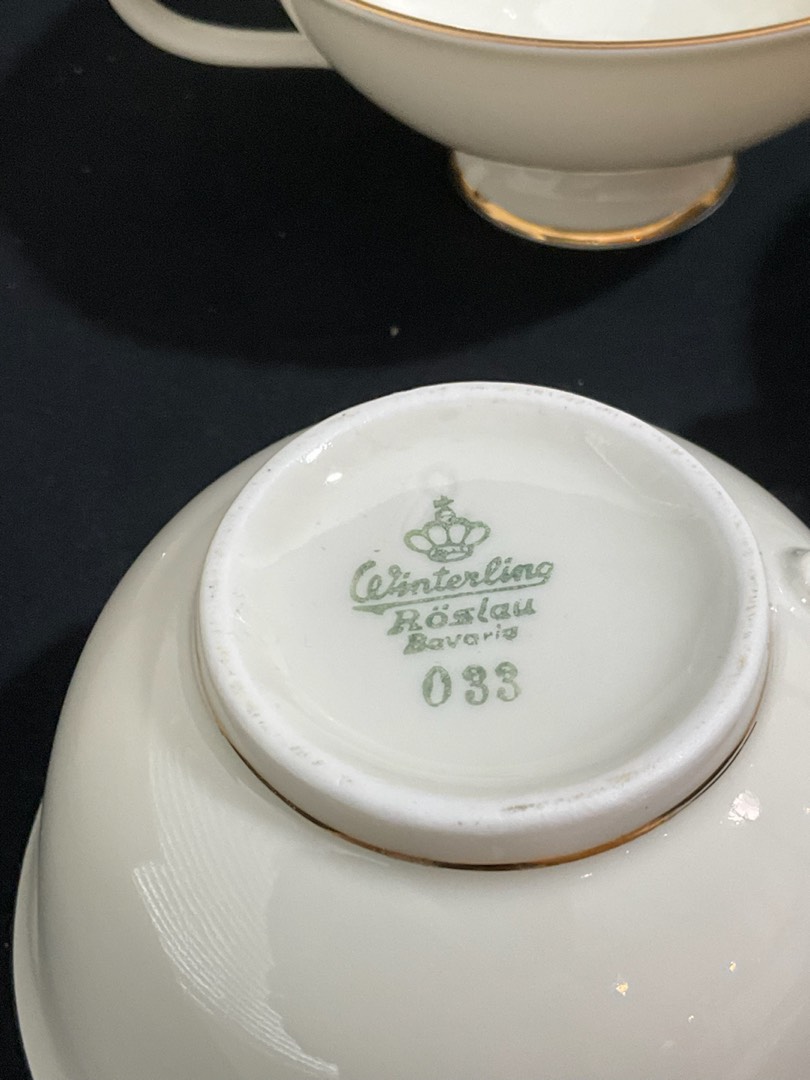 Winterling
Röslau
Bavaria
033